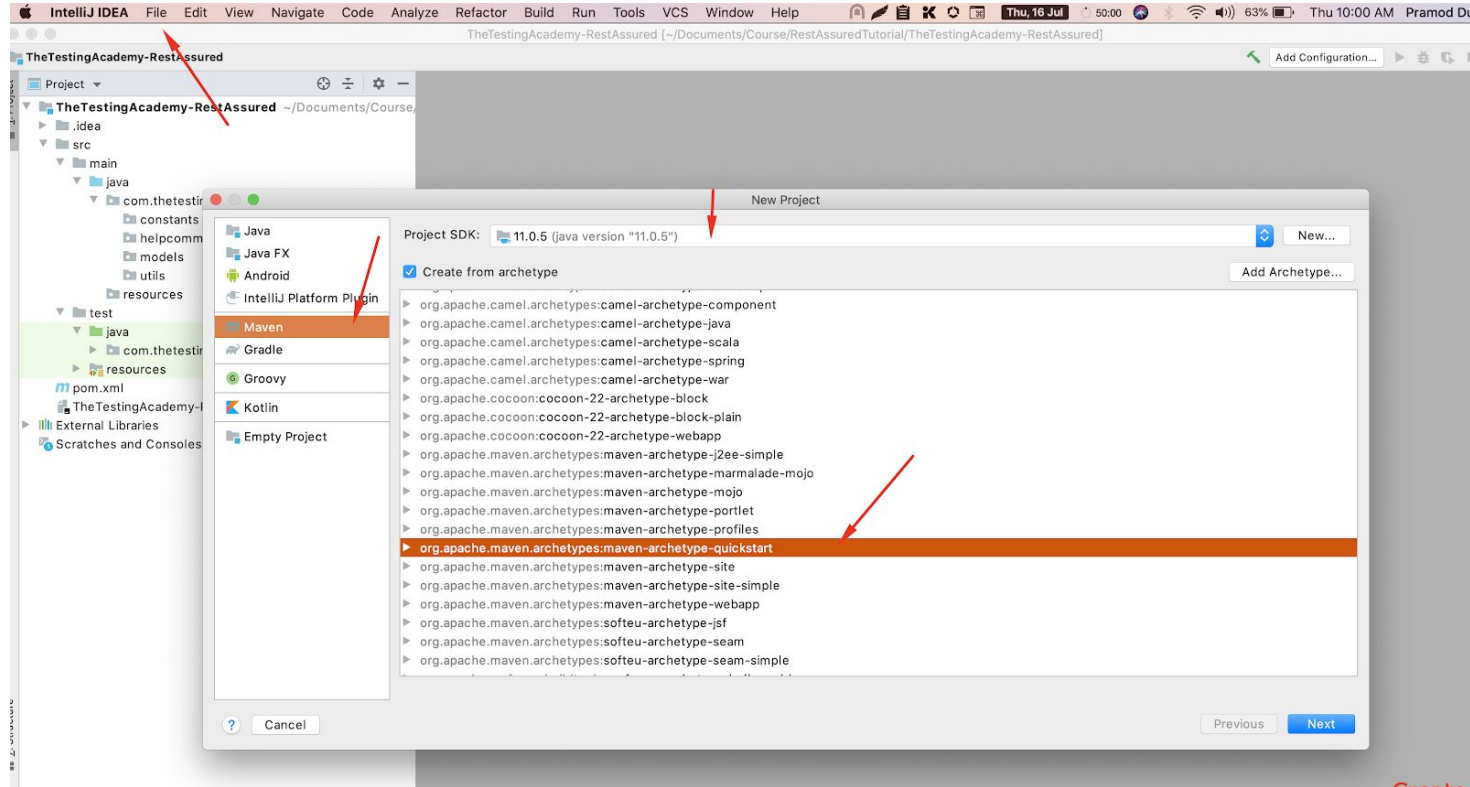 IntelliJ IDEA File Edit View Navigate Code Analyze Refactor Build Run Tools VCS Window Help Thu, 16 Jul 50:00 63% Thu 10:00 AM Pramod Du
TheTestingAcademy-RestAssured [~/Documents/Course/RestAssuredTutorial/TheTestingAcademy-RestAssured]
TheTestingAcademy-RestAssured
Add Configuration...
Project
TheTestingAcademy-RestAssured ~/Documents/Course/
.idea
src
main
java
com.thetestin
constants
helpcomm
models
utils
resources
test
java
com.thetestin
resources
pom.xml
TheTestingAcademy-
External Libraries
Scratches and Consoles
New Project
Java
Java FX
Android
IntelliJ Platform Plugin
Maven
Gradle
Groovy
Kotlin
Empty Project
Project SDK: 11.0.5 (java version "11.0.5") New...
Create from archetype
Add Archetype...
org.apache.camel.archetypes:camel-archetype-component
org.apache.camel.archetypes:camel-archetype-java
org.apache.camel.archetypes:camel-archetype-scala
org.apache.camel.archetypes:camel-archetype-spring
org.apache.camel.archetypes:camel-archetype-war
org.apache.cocoon:cocoon-22-archetype-block
org.apache.cocoon:cocoon-22-archetype-block-plain
org.apache.cocoon:cocoon-22-archetype-webapp
org.apache.maven.archetypes:maven-archetype-j2ee-simple
org.apache.maven.archetypes:maven-archetype-marmalade-mojo
org.apache.maven.archetypes:maven-archetype-mojo
org.apache.maven.archetypes:maven-archetype-portlet
org.apache.maven.archetypes:maven-archetype-profiles
org.apache.maven.archetypes:maven-archetype-quickstart
org.apache.maven.archetypes:maven-archetype-site
org.apache.maven.archetypes:maven-archetype-site-simple
org.apache.maven.archetypes:maven-archetype-webapp
org.apache.maven.archetypes:softeu-archetype-jsf
org.apache.maven.archetypes:softeu-archetype-seam
org.apache.maven.archetypes:softeu-archetype-seam-simple
? Cancel
Previous Next